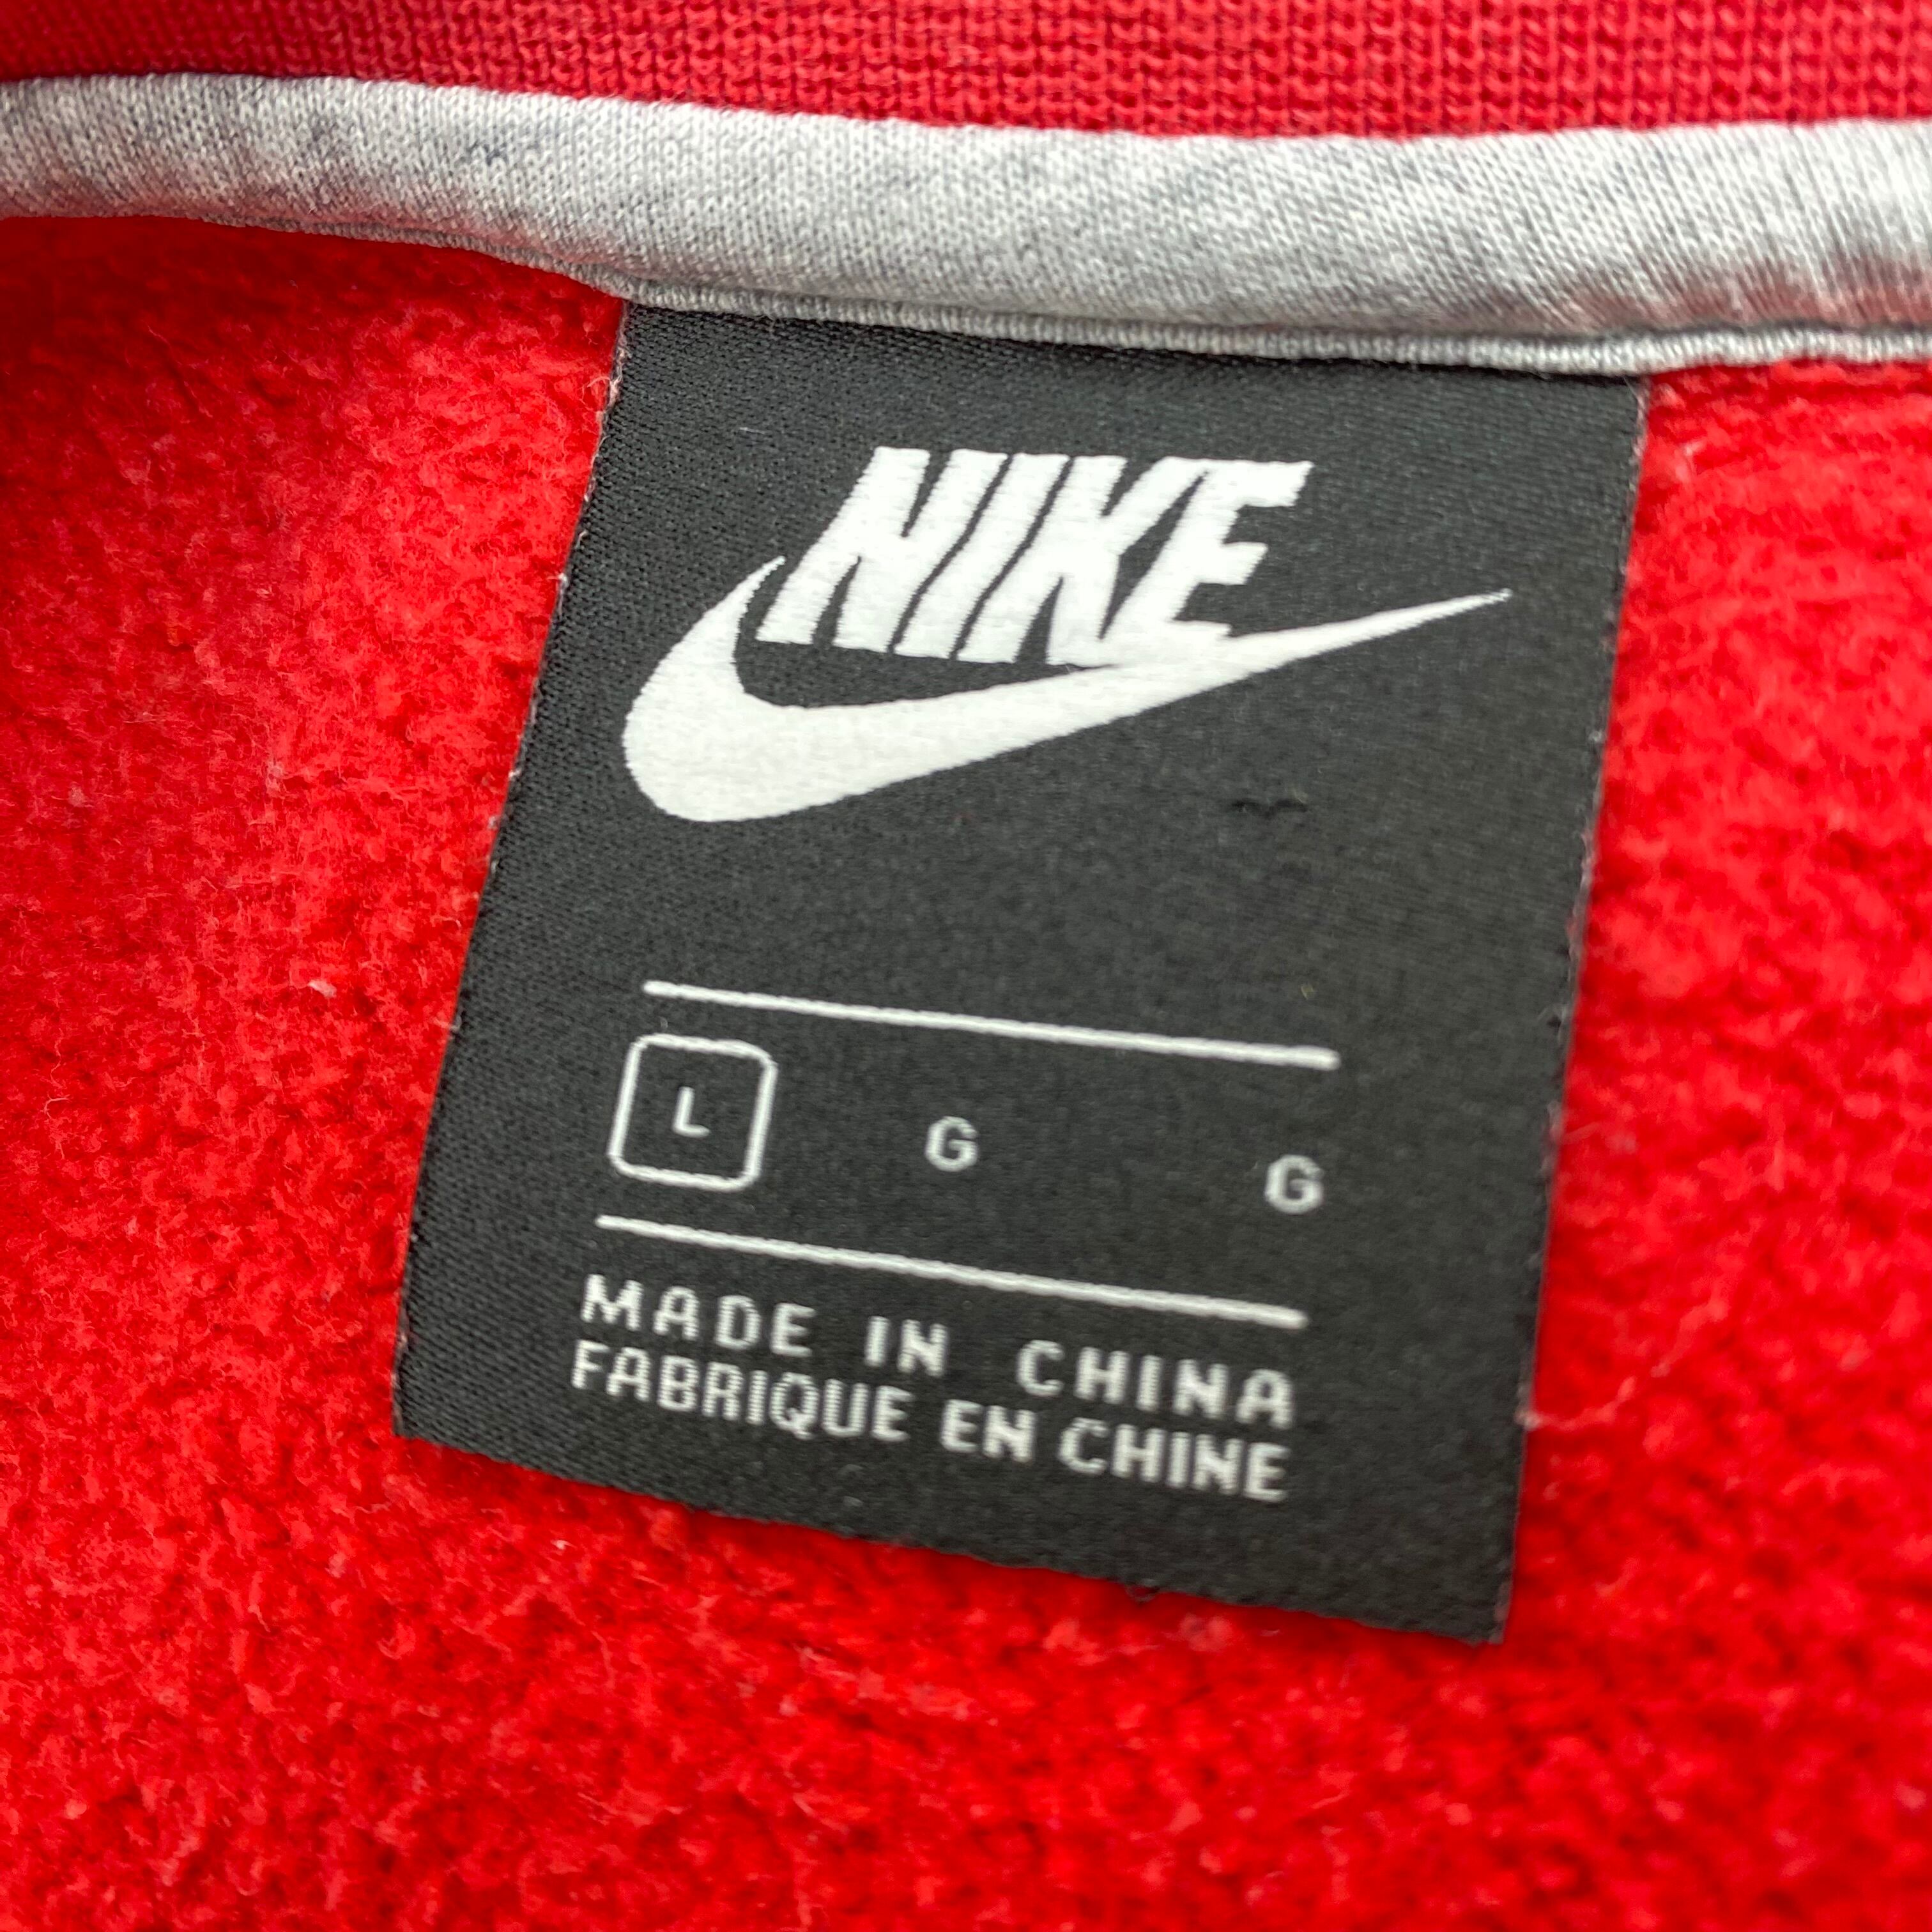 NIKE
L G G
MADE IN CHINA
FABRIQUE EN CHINE